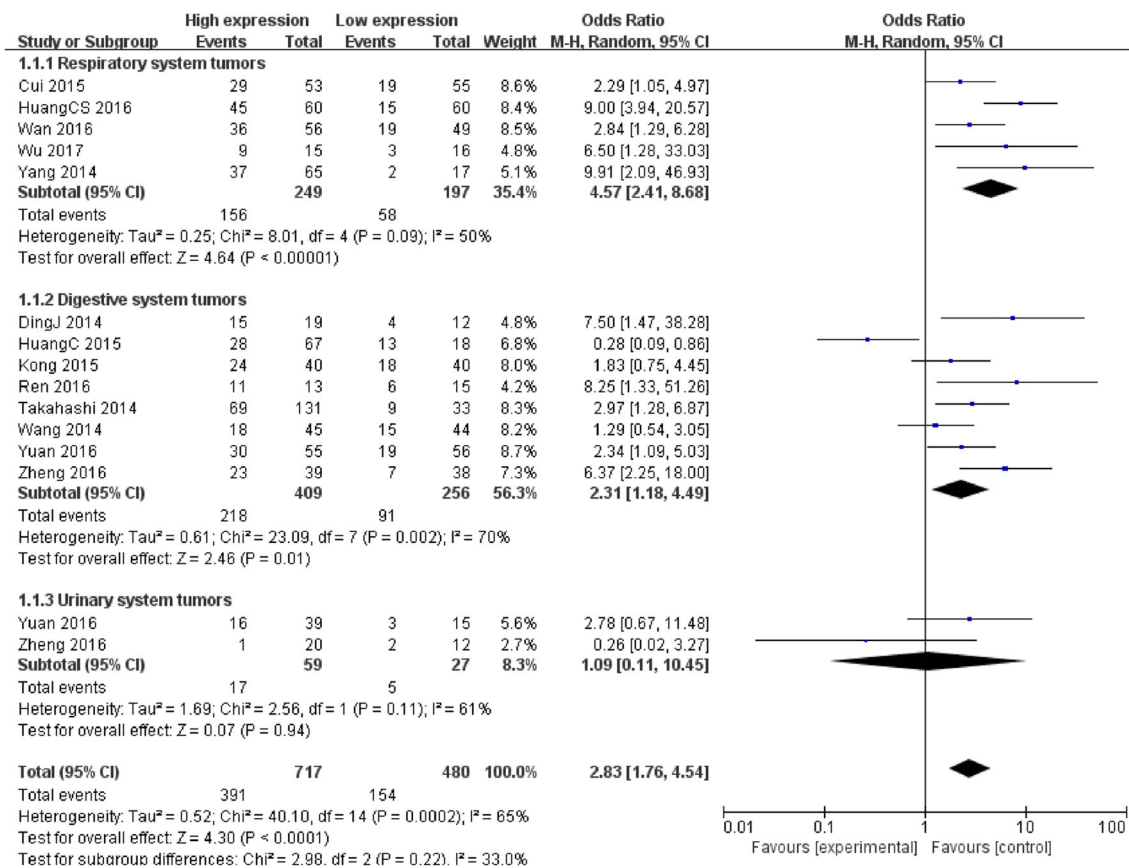 High expression Low expression Odds Ratio Odds Ratio
Study or Subgroup Events Total Events Total Weight M-H, Random, 95% CI M-H, Random, 95% CI
1.1.1 Respiratory system tumors
Cui 2015 29 53 19 55 8.6% 2.29 [1.05, 4.97]
HuangCS 2016 45 60 15 60 8.4% 9.00 [3.94, 20.57]
Wan 2016 36 56 19 49 8.5% 2.84 [1.29, 6.28]
Wu 2017 9 15 3 16 4.8% 6.50 [1.28, 33.03]
Yang 2014 37 65 2 17 5.1% 9.91 [2.09, 46.93]
Subtotal (95% CI) 249 197 35.4% 4.57 [2.41, 8.68]
Total events 156 58
Heterogeneity: Tau² = 0.25; Chi² = 8.01, df = 4 (P = 0.09); I² = 50%
Test for overall effect: Z = 4.64 (P < 0.00001)
1.1.2 Digestive system tumors
DingJ 2014 15 19 4 12 4.8% 7.50 [1.47, 38.28]
HuangC 2015 28 67 13 18 6.8% 0.28 [0.09, 0.86]
Kong 2015 24 40 18 40 8.0% 1.83 [0.75, 4.45]
Ren 2016 11 13 6 15 4.2% 8.25 [1.33, 51.26]
Takahashi 2014 69 131 9 33 8.3% 2.97 [1.28, 6.87]
Wang 2014 18 45 15 44 8.2% 1.29 [0.54, 3.05]
Yuan 2016 30 55 19 56 8.7% 2.34 [1.09, 5.03]
Zheng 2016 23 39 7 38 7.3% 6.37 [2.25, 18.00]
Subtotal (95% CI) 409 256 56.3% 2.31 [1.18, 4.49]
Total events 218 91
Heterogeneity: Tau² = 0.61; Chi² = 23.09, df = 7 (P = 0.002); I² = 70%
Test for overall effect: Z = 2.46 (P = 0.01)
1.1.3 Urinary system tumors
Yuan 2016 16 39 3 15 5.6% 2.78 [0.67, 11.48]
Zheng 2016 1 20 2 12 2.7% 0.26 [0.02, 3.27]
Subtotal (95% CI) 59 27 8.3% 1.09 [0.11, 10.45]
Total events 17 5
Heterogeneity: Tau² = 1.69; Chi² = 2.56, df = 1 (P = 0.11); I² = 61%
Test for overall effect: Z = 0.07 (P = 0.94)
Total (95% CI) 717 480 100.0% 2.83 [1.76, 4.54]
Total events 391 154
Heterogeneity: Tau² = 0.52; Chi² = 40.10, df = 14 (P = 0.0002); I² = 65%
Test for overall effect: Z = 4.30 (P < 0.0001)
Test for subgroup differences: Chi² = 2.98, df = 2 (P = 0.22), I² = 33.0%
0.01 0.1 1 10 100
Favours [experimental] Favours [control]